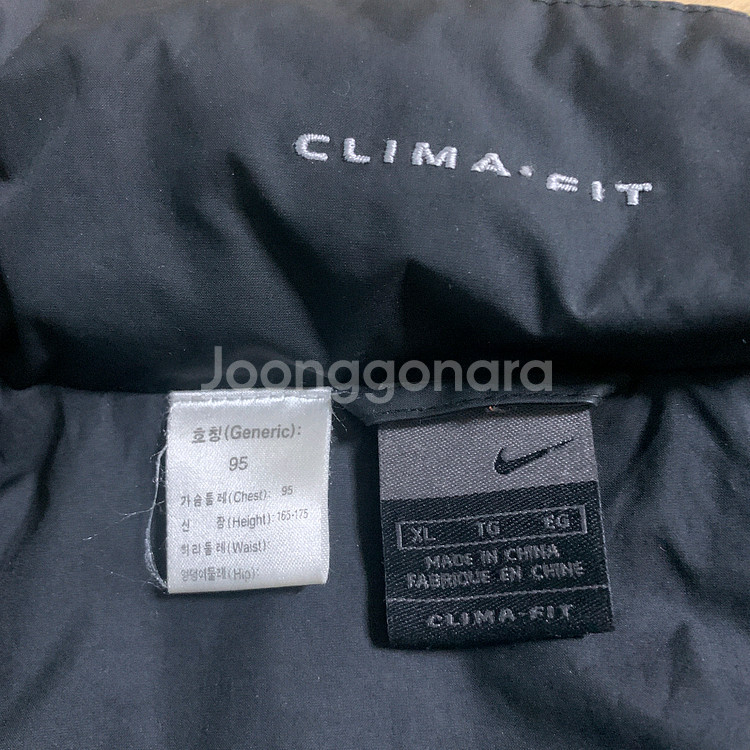 CLIMA•FIT
Joonggonara
호칭(Generic):
95
가슴둘레(Chest): 95
신 장(Height): 165-175
허리둘레(Waist):
엉덩이둘레(Hip):
XL TG EG
MADE IN CHINA
FABRIQUE EN CHINE
CLIMA-FIT